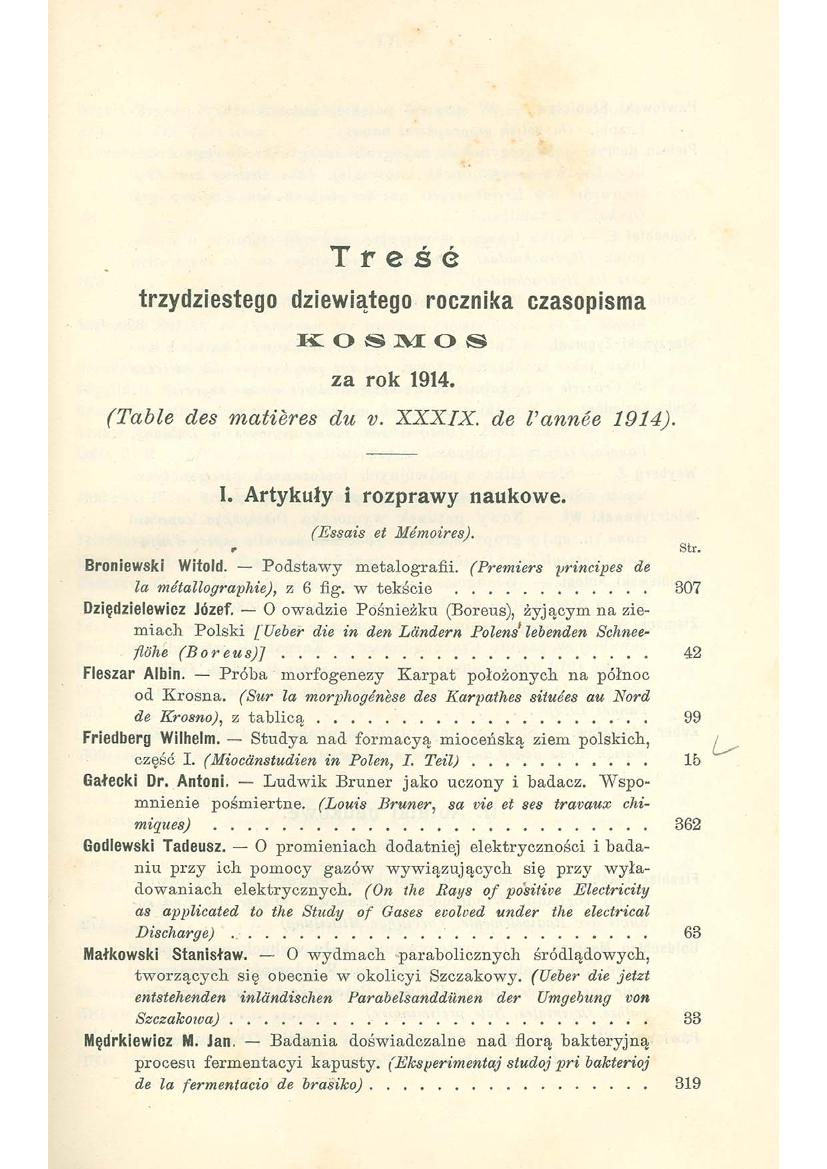 Treść
trzydziestego dziewiątego rocznika czasopisma
KOSMOS
za rok 1914.
(Table des matières du v. XXXIX. de l'année 1914).
I. Artykuły i rozprawy naukowe.
(Essais et Mémoires).
Str.
Broniewski Witold. — Podstawy metalografii. (Premiers principes de
la métallographie), z 6 fig. w tekście . . . . . . . . . . . . 307
Dziędzielewicz Józef. — O owadzie Pośnieżku (Boreus), żyjącym na zie-
miach Polski [Ueber die in den Ländern Polens lebenden Schnee-
flöhe (Boreus)] . . . . . . . . . . . . . . . . . . . . 42
Fleszar Albin. — Próba morfogenezy Karpat położonych na północ
od Krosna. (Sur la morphogénèse des Karpathes situées au Nord
de Krosno), z tablicą . . . . . . . . . . . . . . . . . . 99
Friedberg Wilhelm. — Studya nad formacyą mioceńską ziem polskich,
część I. (Miocänstudien in Polen, I. Teil) . . . . . . . . . . . 15
Gałecki Dr. Antoni. — Ludwik Bruner jako uczony i badacz. Wspo-
mnienie pośmiertne. (Louis Bruner, sa vie et ses travaux chi-
miques) . . . . . . . . . . . . . . . . . . . . . . . 362
Godlewski Tadeusz. — O promieniach dodatniej elektryczności i bada-
niu przy ich pomocy gazów wywiązujących się przy wyła-
dowaniach elektrycznych. (On the Rays of positive Electricity
as applicated to the Study of Gases evolved under the electrical
Discharge) . . . . . . . . . . . . . . . . . . . . . . 63
Małkowski Stanisław. — O wydmach parabolicznych śródlądowych,
tworzących się obecnie w okolicyi Szczakowy. (Ueber die jetzt
entstehenden inländischen Parabelsanddünen der Umgebung von
Szczakowa) . . . . . . . . . . . . . . . . . . . . . . 33
Mędrkiewicz M. Jan. — Badania doświadczalne nad florą bakteryjną
procesu fermentacyi kapusty. (Eksperimentaj studoj pri bakterioj
de la fermentacio de brasiko) . . . . . . . . . . . . . . . 319